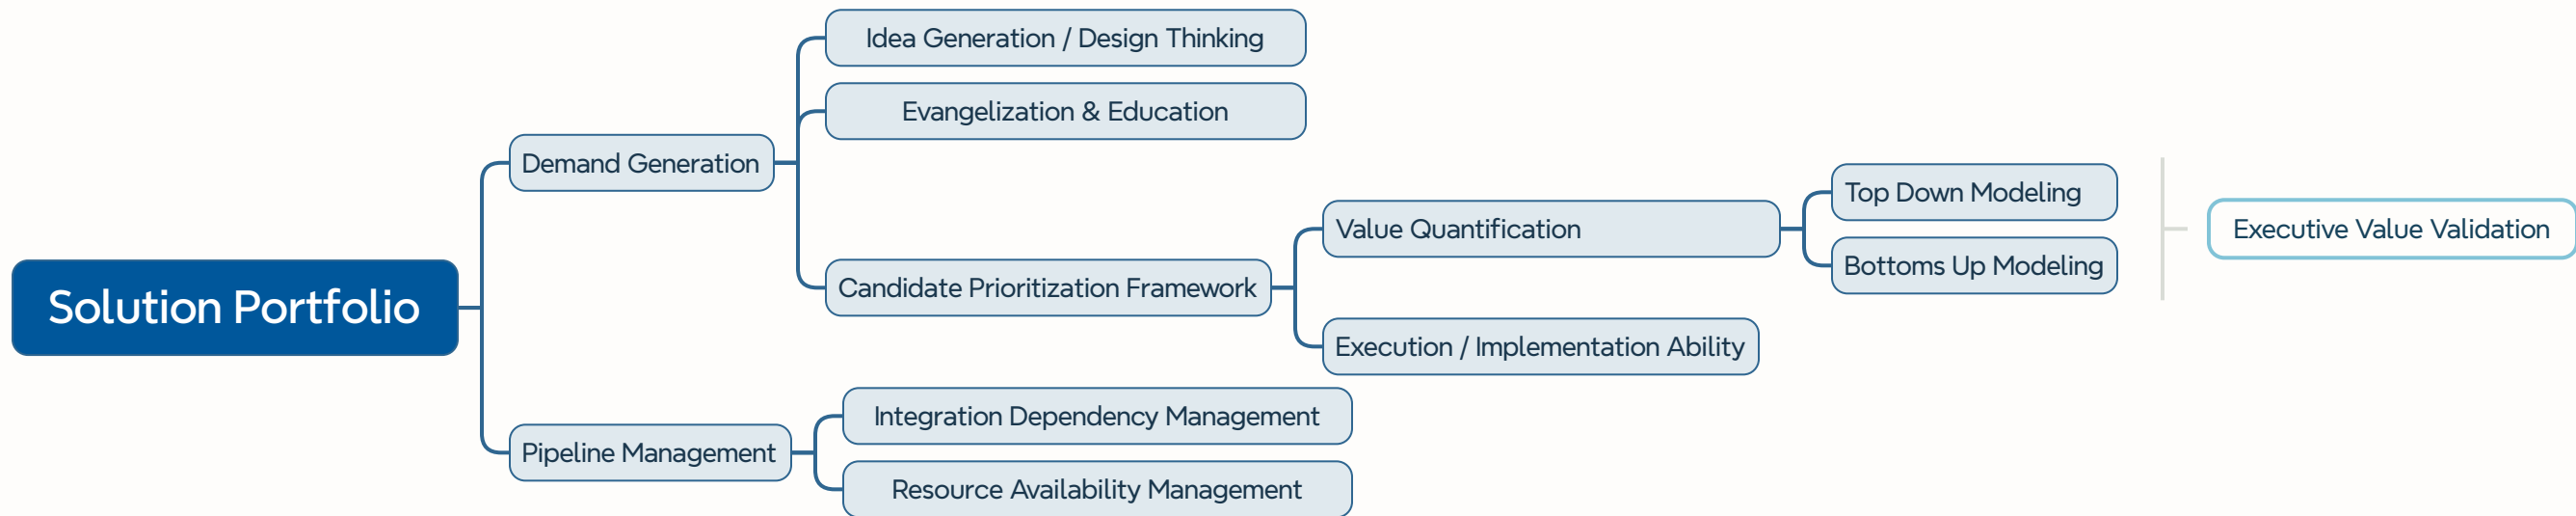 Solution Portfolio
Demand Generation
Idea Generation / Design Thinking
Evangelization & Education
Candidate Prioritization Framework
Value Quantification
Top Down Modeling
Bottoms Up Modeling
Executive Value Validation
Execution / Implementation Ability
Pipeline Management
Integration Dependency Management
Resource Availability Management